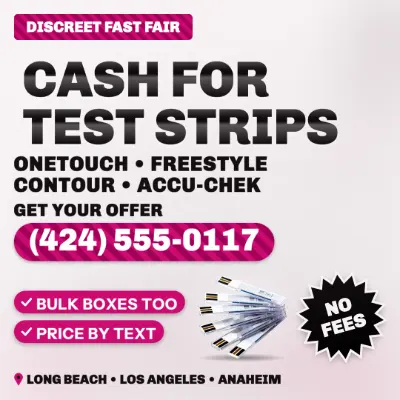 DISCREET FAST FAIR
CASH FOR
TEST STRIPS
ONETOUCH • FREESTYLE
CONTOUR • ACCU-CHEK
GET YOUR OFFER
(424) 555-0117
BULK BOXES TOO
PRICE BY TEXT
NO
FEES
LONG BEACH • LOS ANGELES • ANAHEIM